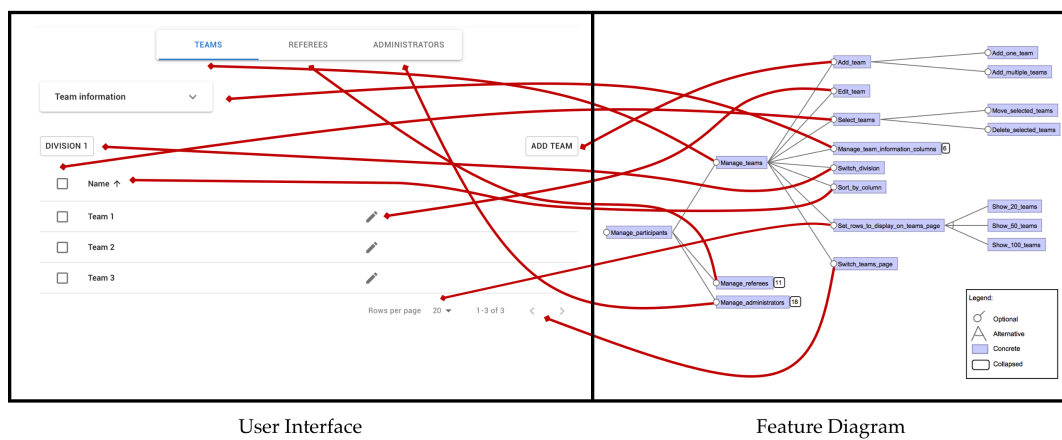 TEAMS REFEREES ADMINISTRATORS
Team information
DIVISION 1 ADD TEAM
Name ↑
Team 1
Team 2
Team 3
Rows per page 20 1-3 of 3 < >
Add_one_team
Add_team
Add_multiple_teams
Edit_team
Move_selected_teams
Select_teams
Delete_selected_teams
Manage_team_information_columns 6
Manage_teams
Switch_division
Sort_by_column
Show_20_teams
Set_rows_to_display_on_teams_page
Show_50_teams
Manage_participants
Show_100_teams
Switch_teams_page
Manage_referees 11
Manage_administrators 18
Legend:
Optional
Alternative
Concrete
Collapsed
User Interface Feature Diagram